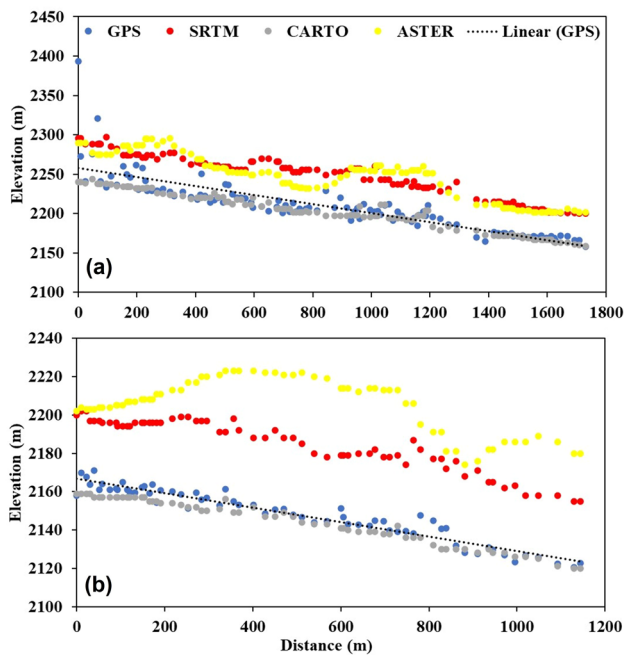 2450
GPS SRTM CARTO ASTER Linear (GPS)
2400
2350
2300
2250
2200
2150
2100
Elevation (m)
(a)
0 200 400 600 800 1000 1200 1400 1600 1800
2240
2220
2200
2180
2160
2140
2120
2100
Elevation (m)
(b)
0 200 400 600 800 1000 1200
Distance (m)